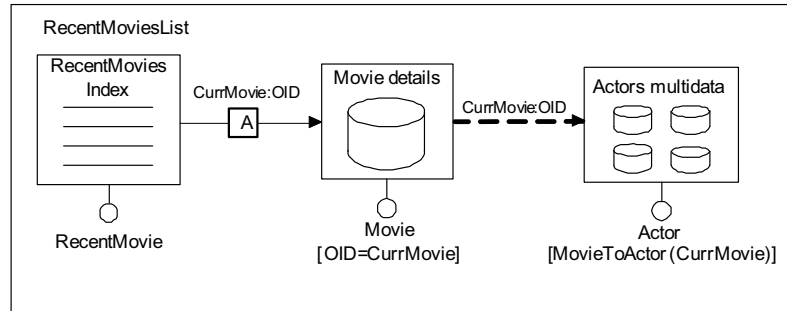 RecentMoviesList
RecentMovies
Index
CurrMovie:OID
A
Movie details
CurrMovie:OID
Actors multidata
RecentMovie
Movie
[OID=CurrMovie]
Actor
[MovieToActor (CurrMovie)]